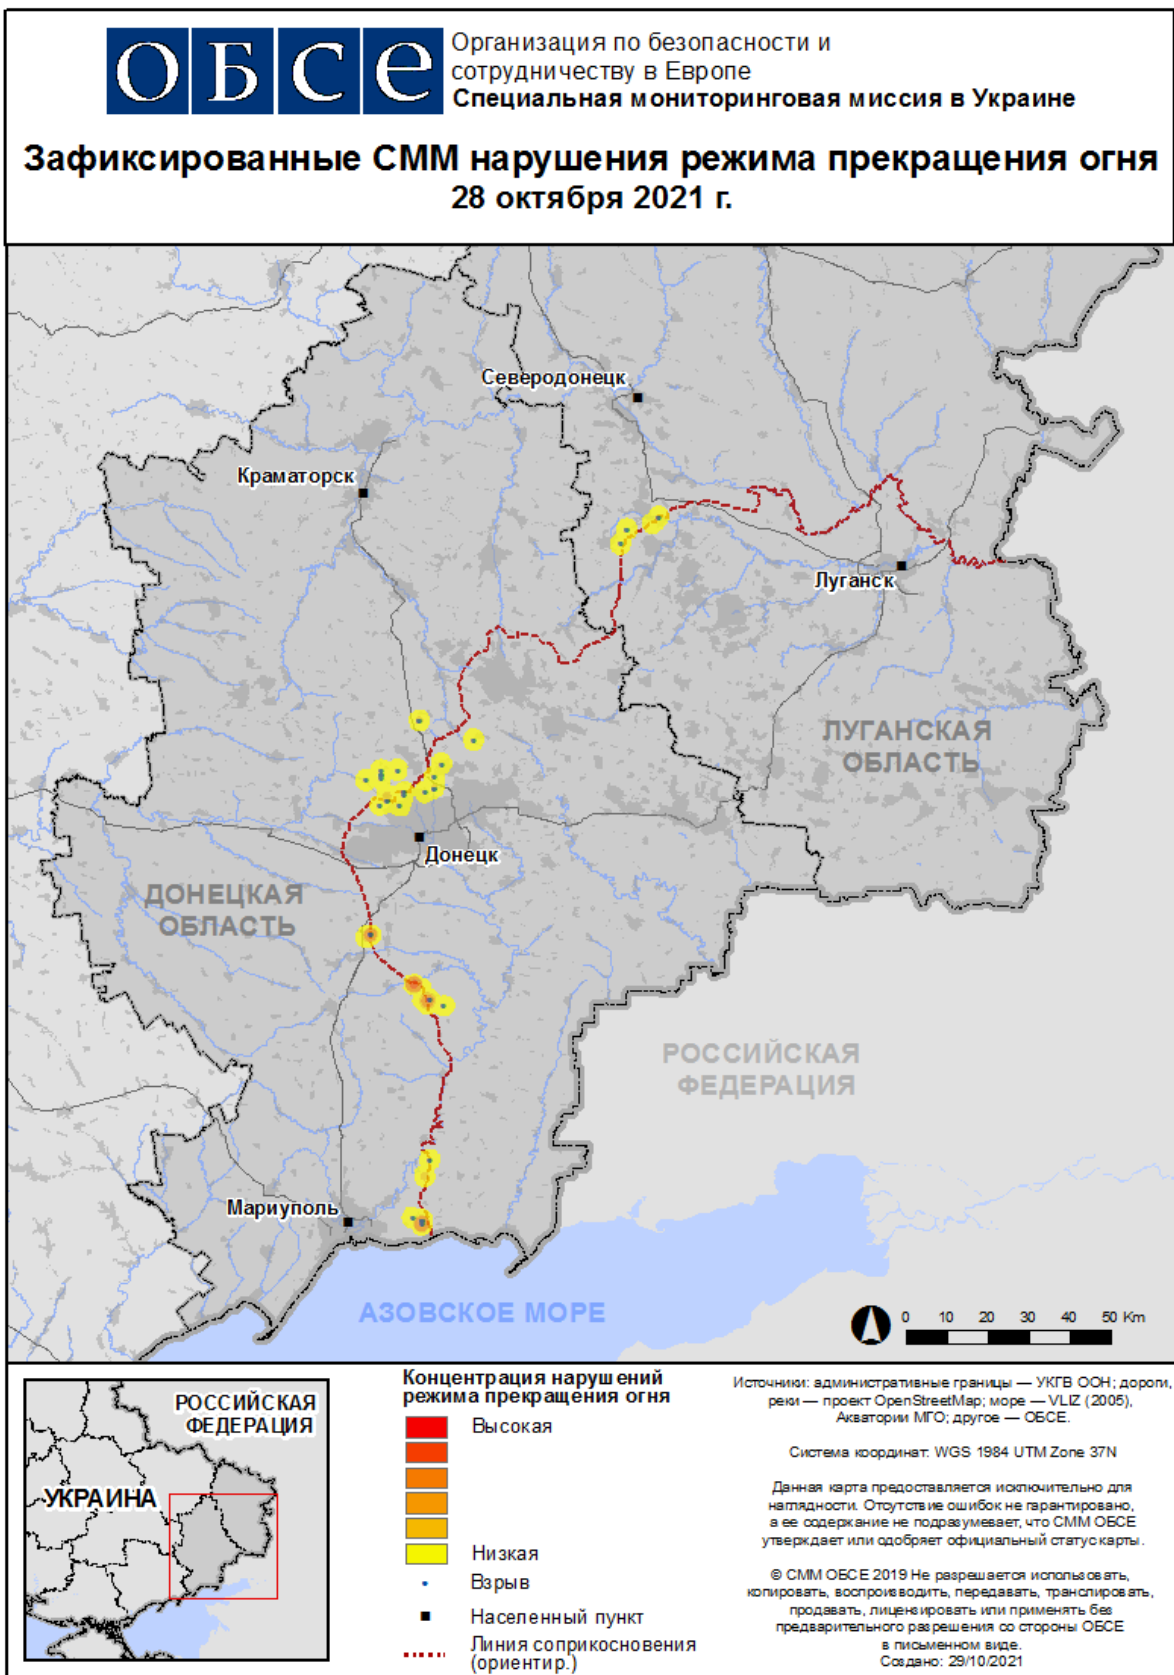 ОБСЕ
Организация по безопасности и
сотрудничеству в Европе
Специальная мониторинговая миссия в Украине
Зафиксированные СММ нарушения режима прекращения огня
28 октября 2021 г.
Северодонецк
Краматорск
Луганск
ЛУГАНСКАЯ
ОБЛАСТЬ
Донецк
ДОНЕЦКАЯ
ОБЛАСТЬ
РОССИЙСКАЯ
ФЕДЕРАЦИЯ
Мариуполь
АЗОВСКОЕ МОРЕ
0 10 20 30 40 50 Km
РОССИЙСКАЯ
ФЕДЕРАЦИЯ
УКРАИНА
Концентрация нарушений
режима прекращения огня
Высокая
Низкая
Взрыв
Населенный пункт
Линия соприкосновения
(ориентир.)
Источники: административные границы — УКГВ ООН; дороги,
реки — проект OpenStreetMap; море — VLIZ (2005),
Акватории МГО; другое — ОБСЕ.
Система координат: WGS 1984 UTM Zone 37N
Данная карта предоставляется исключительно для
наглядности. Отсутствие ошибок не гарантировано,
а ее содержание не подразумевает, что СММ ОБСЕ
утверждает или одобряет официальный статус карты.
© СММ ОБСЕ 2019 Не разрешается использовать,
копировать, воспроизводить, передавать, транслировать,
продавать, лицензировать или применять без
предварительного разрешения со стороны ОБСЕ
в письменном виде.
Создано: 29/10/2021